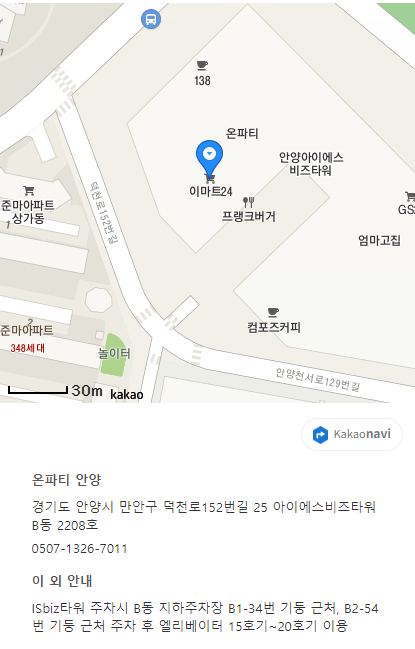 138
온파티
안양아이에스
비즈타워
이마트24
프랭크버거
GS2
엄마고집
덕천로152번길
준마아파트
상가동
1
컴포즈커피
2
준마아파트
348세대
놀이터
안양천서로129번길
1
30m
kakao
Kakaonavi
온파티 안양
경기도 안양시 만안구 덕천로152번길 25 아이에스비즈타워
B동 2208호
0507-1326-7011
이 외 안내
ISbiz타워 주차시 B동 지하주차장 B1-34번 기둥 근처, B2-54
번 기둥 근처 주차 후 엘리베이터 15호기~20호기 이용